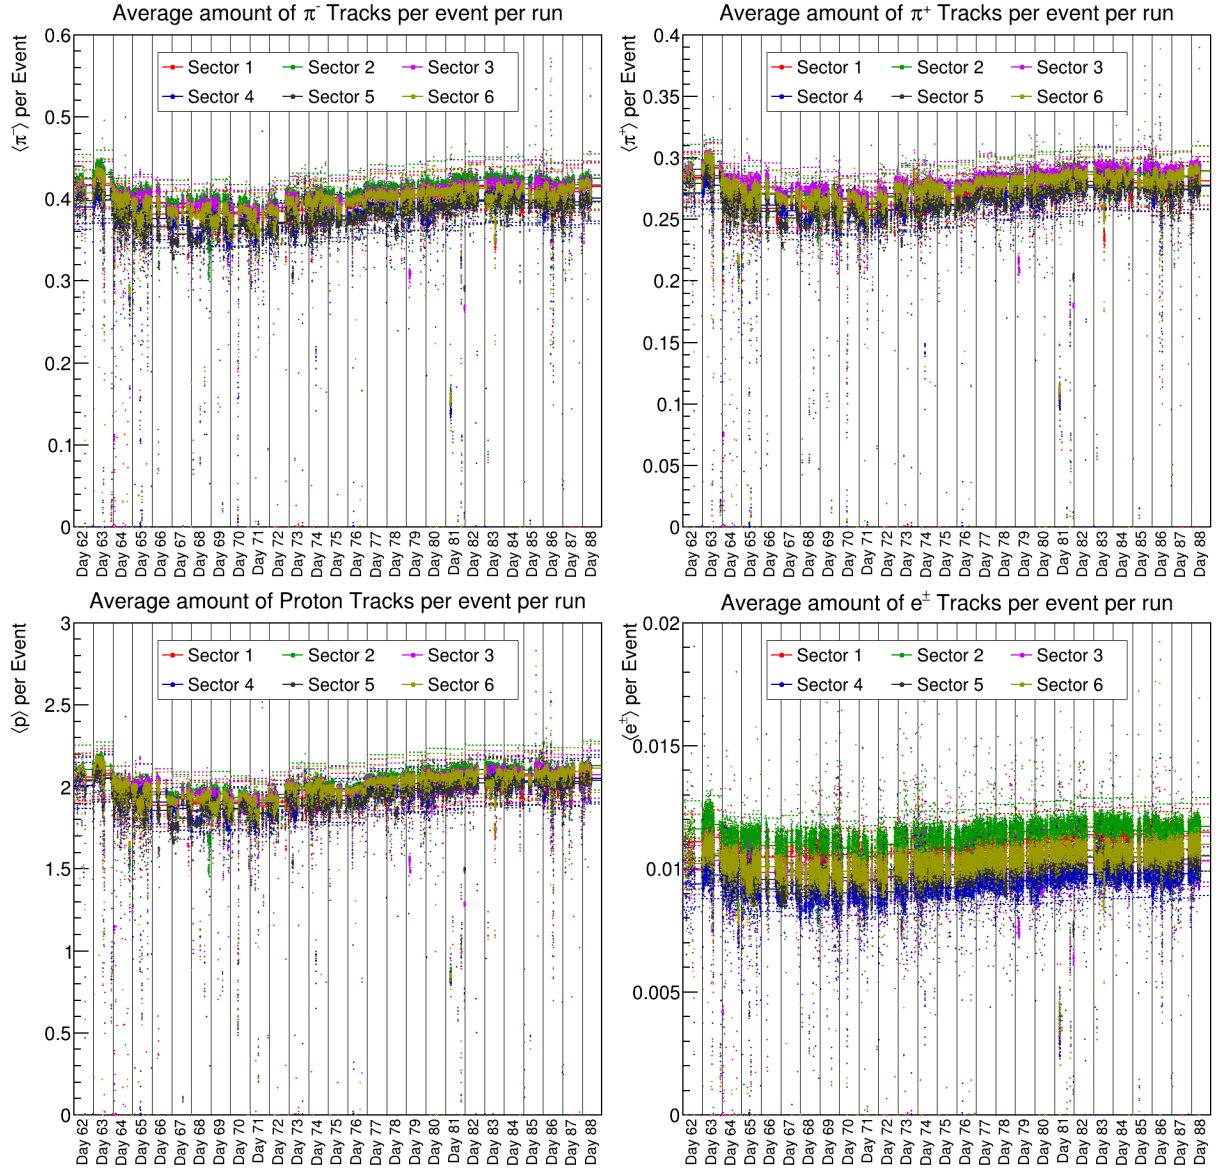 Average amount of π⁻ Tracks per event per run
⟨π⁻⟩ per Event
0.6
0.5
0.4
0.3
0.2
0.1
0
Sector 1 Sector 2 Sector 3
Sector 4 Sector 5 Sector 6
Day 62 Day 63 Day 64 Day 65 Day 66 Day 67 Day 68 Day 69 Day 70 Day 71 Day 72 Day 73 Day 74 Day 75 Day 76 Day 77 Day 78 Day 79 Day 80 Day 81 Day 82 Day 83 Day 84 Day 85 Day 86 Day 87 Day 88
Average amount of π⁺ Tracks per event per run
⟨π⁺⟩ per Event
0.4
0.35
0.3
0.25
0.2
0.15
0.1
0.05
0
Sector 1 Sector 2 Sector 3
Sector 4 Sector 5 Sector 6
Day 62 Day 63 Day 64 Day 65 Day 66 Day 67 Day 68 Day 69 Day 70 Day 71 Day 72 Day 73 Day 74 Day 75 Day 76 Day 77 Day 78 Day 79 Day 80 Day 81 Day 82 Day 83 Day 84 Day 85 Day 86 Day 87 Day 88
Average amount of Proton Tracks per event per run
⟨p⟩ per Event
3
2.5
2
1.5
1
0.5
0
Sector 1 Sector 2 Sector 3
Sector 4 Sector 5 Sector 6
Day 62 Day 63 Day 64 Day 65 Day 66 Day 67 Day 68 Day 69 Day 70 Day 71 Day 72 Day 73 Day 74 Day 75 Day 76 Day 77 Day 78 Day 79 Day 80 Day 81 Day 82 Day 83 Day 84 Day 85 Day 86 Day 87 Day 88
Average amount of e± Tracks per event per run
⟨e±⟩ per Event
0.02
0.015
0.01
0.005
0
Sector 1 Sector 2 Sector 3
Sector 4 Sector 5 Sector 6
Day 62 Day 63 Day 64 Day 65 Day 66 Day 67 Day 68 Day 69 Day 70 Day 71 Day 72 Day 73 Day 74 Day 75 Day 76 Day 77 Day 78 Day 79 Day 80 Day 81 Day 82 Day 83 Day 84 Day 85 Day 86 Day 87 Day 88